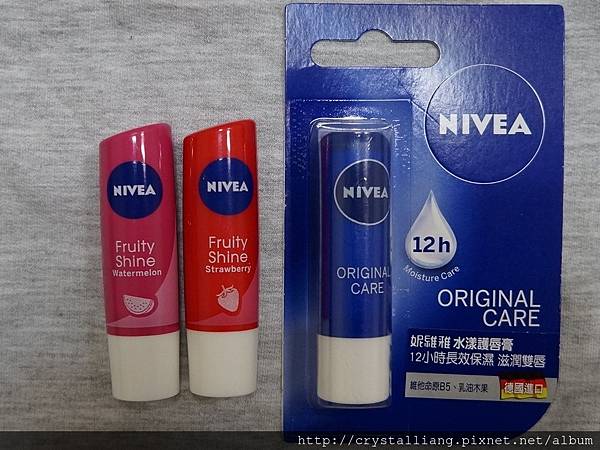 NIVEA
Fruity
Shine
Watermelon
NIVEA
Fruity
Shine
Strawberry
NIVEA
ORIGINAL
CARE
NIVEA
12h
Moisture Care
ORIGINAL
CARE
妮維雅 水漾護唇膏
12小時長效保濕 滋潤雙唇
維他命原B5、乳油木果
德國進口
http://crystalliang.pixnet.net/album